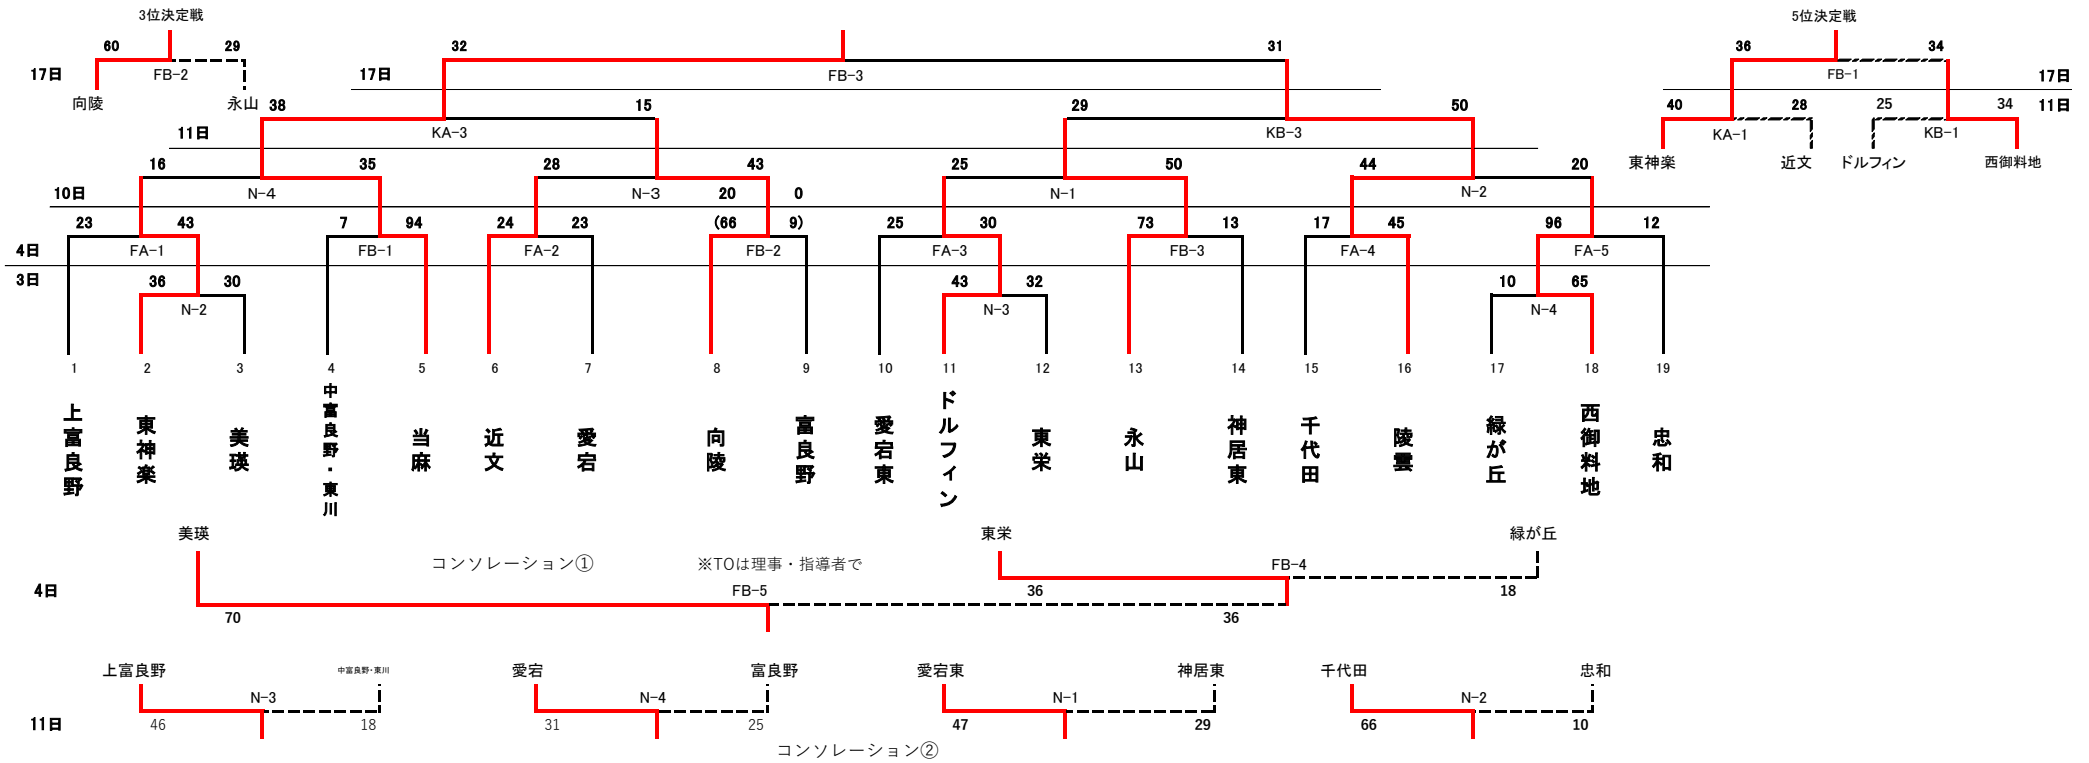 3位決定戦 5位決定戦
60 29 32 31 36 34
17日 FB-2 17日 FB-3 FB-1 17日
向陵 永山 38 15 29 50 40 28 25 34 11日
11日 KA-3 KB-3 KA-1 KB-1
16 35 28 43 25 50 44 20 東神楽 近文 ドルフィン 西御料地
10日 N-4 N-3 20 0 N-1 N-2
23 43 7 94 24 23 (66 9) 25 30 73 13 17 45 96 12
4日 FA-1 FB-1 FA-2 FB-2 FA-3 FB-3 FA-4 FA-5
3日 36 30 43 32 10 65
N-2 N-3 N-4
1 2 3 4 5 6 7 8 9 10 11 12 13 14 15 16 17 18 19
上富良野
東神楽
美瑛
中富良野・東川
当麻
近文
愛宕
向陵
富良野
愛宕東
ドルフィン
東栄
永山
神居東
千代田
陵雲
緑が丘
西御料地
忠和
美瑛 東栄 緑が丘
コンソレーション① ※TOは理事・指導者で FB-4
4日 FB-5 36 18
70 36
上富良野 中富良野・東川 愛宕 富良野 愛宕東 神居東 千代田 忠和
N-3 N-4 N-1 N-2
11日 46 18 31 25 47 29 66 10
コンソレーション②